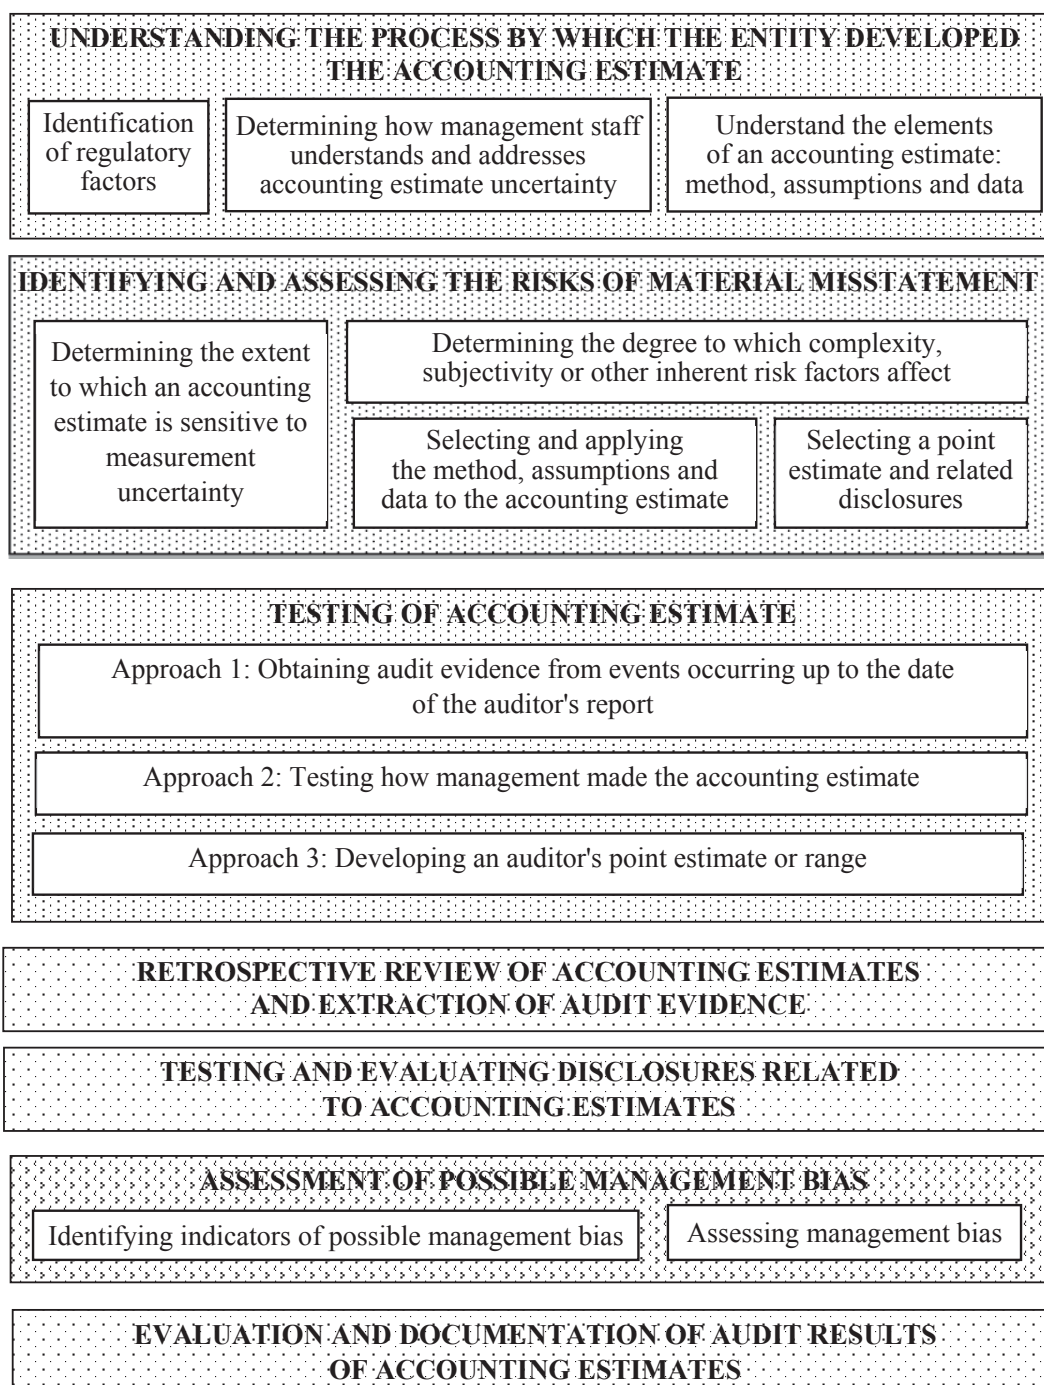 UNDERSTANDING THE PROCESS BY WHICH THE ENTITY DEVELOPED
THE ACCOUNTING ESTIMATE
Identification
of regulatory
factors
Determining how management staff
understands and addresses
accounting estimate uncertainty
Understand the elements
of an accounting estimate:
method, assumptions and data
IDENTIFYING AND ASSESSING THE RISKS OF MATERIAL MISSTATEMENT
Determining the extent
to which an accounting
estimate is sensitive to
measurement
uncertainty
Determining the degree to which complexity,
subjectivity or other inherent risk factors affect
Selecting and applying
the method, assumptions and
data to the accounting estimate
Selecting a point
estimate and related
disclosures
TESTING OF ACCOUNTING ESTIMATE
Approach 1: Obtaining audit evidence from events occurring up to the date
of the auditor's report
Approach 2: Testing how management made the accounting estimate
Approach 3: Developing an auditor's point estimate or range
RETROSPECTIVE REVIEW OF ACCOUNTING ESTIMATES
AND EXTRACTION OF AUDIT EVIDENCE
TESTING AND EVALUATING DISCLOSURES RELATED
TO ACCOUNTING ESTIMATES
ASSESSMENT OF POSSIBLE MANAGEMENT BIAS
Identifying indicators of possible management bias
Assessing management bias
EVALUATION AND DOCUMENTATION OF AUDIT RESULTS
OF ACCOUNTING ESTIMATES